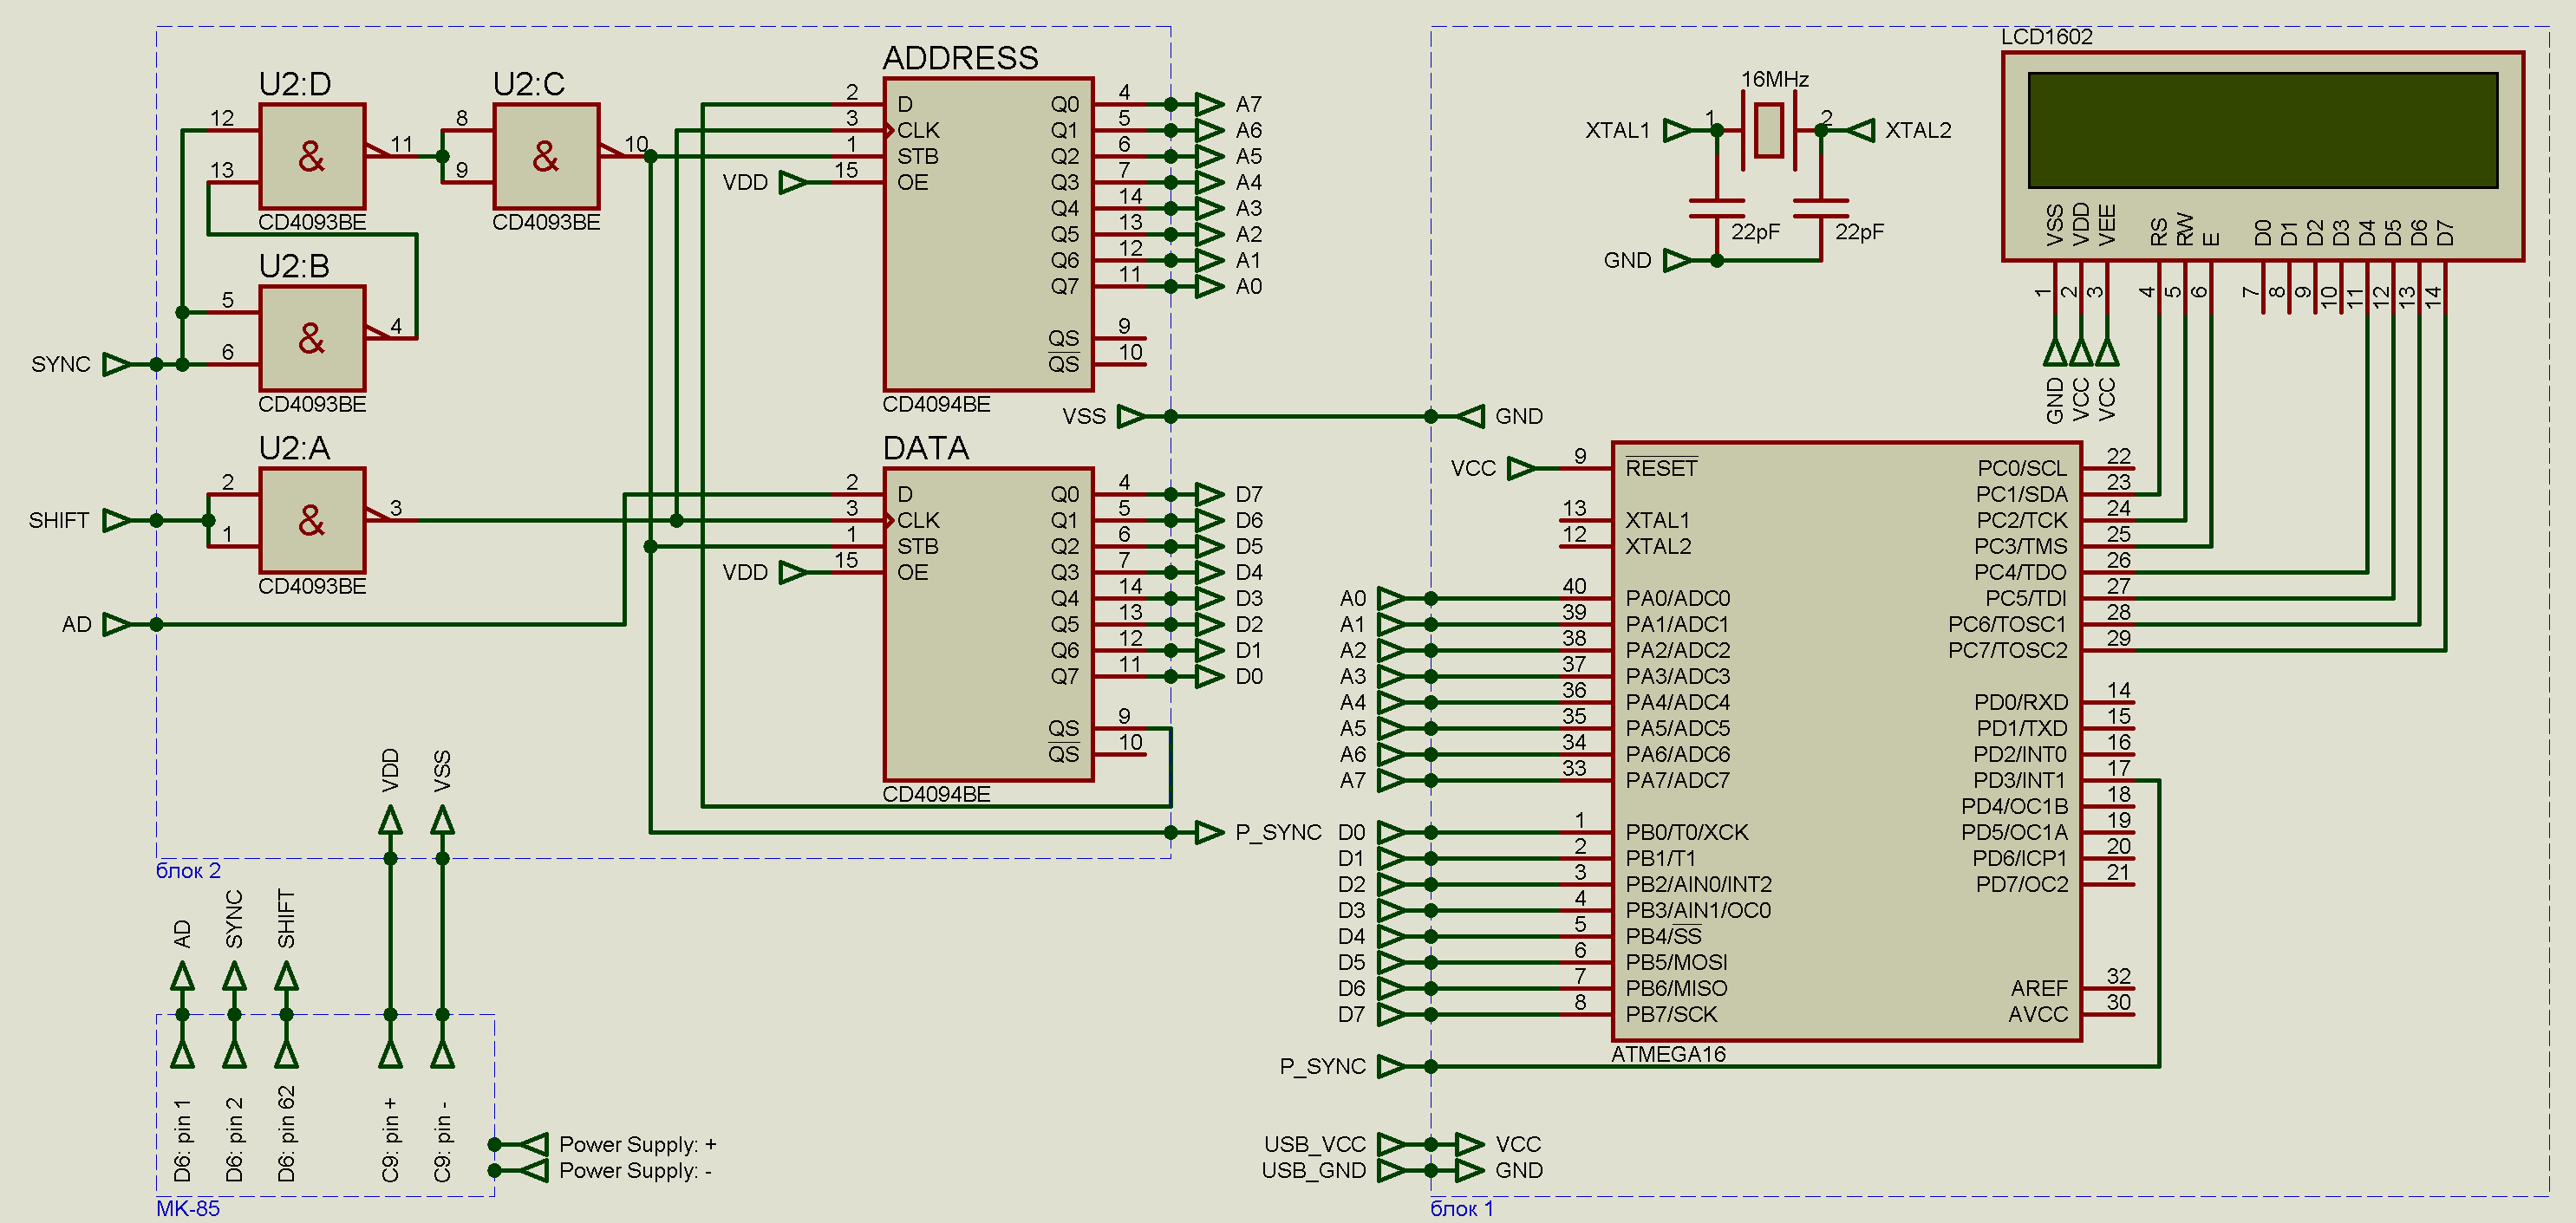 ADDRESS
U2:D
12
13
&
11
CD4093BE
U2:C
8
9
&
10
CD4093BE
2
D
3
CLK
1
STB
VDD
15
OE
Q0
4
A7
Q1
5
A6
Q2
6
A5
Q3
7
A4
Q4
14
A3
Q5
13
A2
Q6
12
A1
Q7
11
A0
QS
9
QS
10
CD4094BE
U2:B
5
6
&
4
CD4093BE
SYNC
U2:A
2
1
&
3
CD4093BE
SHIFT
AD
VSS
GND
DATA
2
D
3
CLK
1
STB
VDD
15
OE
Q0
4
D7
Q1
5
D6
Q2
6
D5
Q3
7
D4
Q4
14
D3
Q5
13
D2
Q6
12
D1
Q7
11
D0
QS
9
QS
10
CD4094BE
P_SYNC
блок 2
VDD
VSS
AD
SYNC
SHIFT
D6: pin 1
D6: pin 2
D6: pin 62
C9: pin +
C9: pin -
Power Supply: +
Power Supply: -
MK-85
16MHz
XTAL1
1
2
XTAL2
22pF
22pF
GND
LCD1602
VSS
VDD
VEE
RS
RW
E
D0
D1
D2
D3
D4
D5
D6
D7
1
2
3
4
5
6
7
8
9
10
11
12
13
14
GND
VCC
VCC
VCC
9
RESET
13
XTAL1
12
XTAL2
A0
40
PA0/ADC0
A1
39
PA1/ADC1
A2
38
PA2/ADC2
A3
37
PA3/ADC3
A4
36
PA4/ADC4
A5
35
PA5/ADC5
A6
34
PA6/ADC6
A7
33
PA7/ADC7
D0
1
PB0/T0/XCK
D1
2
PB1/T1
D2
3
PB2/AIN0/INT2
D3
4
PB3/AIN1/OC0
D4
5
PB4/SS
D5
6
PB5/MOSI
D6
7
PB6/MISO
D7
8
PB7/SCK
PC0/SCL
22
PC1/SDA
23
PC2/TCK
24
PC3/TMS
25
PC4/TDO
26
PC5/TDI
27
PC6/TOSC1
28
PC7/TOSC2
29
PD0/RXD
14
PD1/TXD
15
PD2/INT0
16
PD3/INT1
17
PD4/OC1B
18
PD5/OC1A
19
PD6/ICP1
20
PD7/OC2
21
AREF
32
AVCC
30
ATMEGA16
P_SYNC
USB_VCC
VCC
USB_GND
GND
блок 1